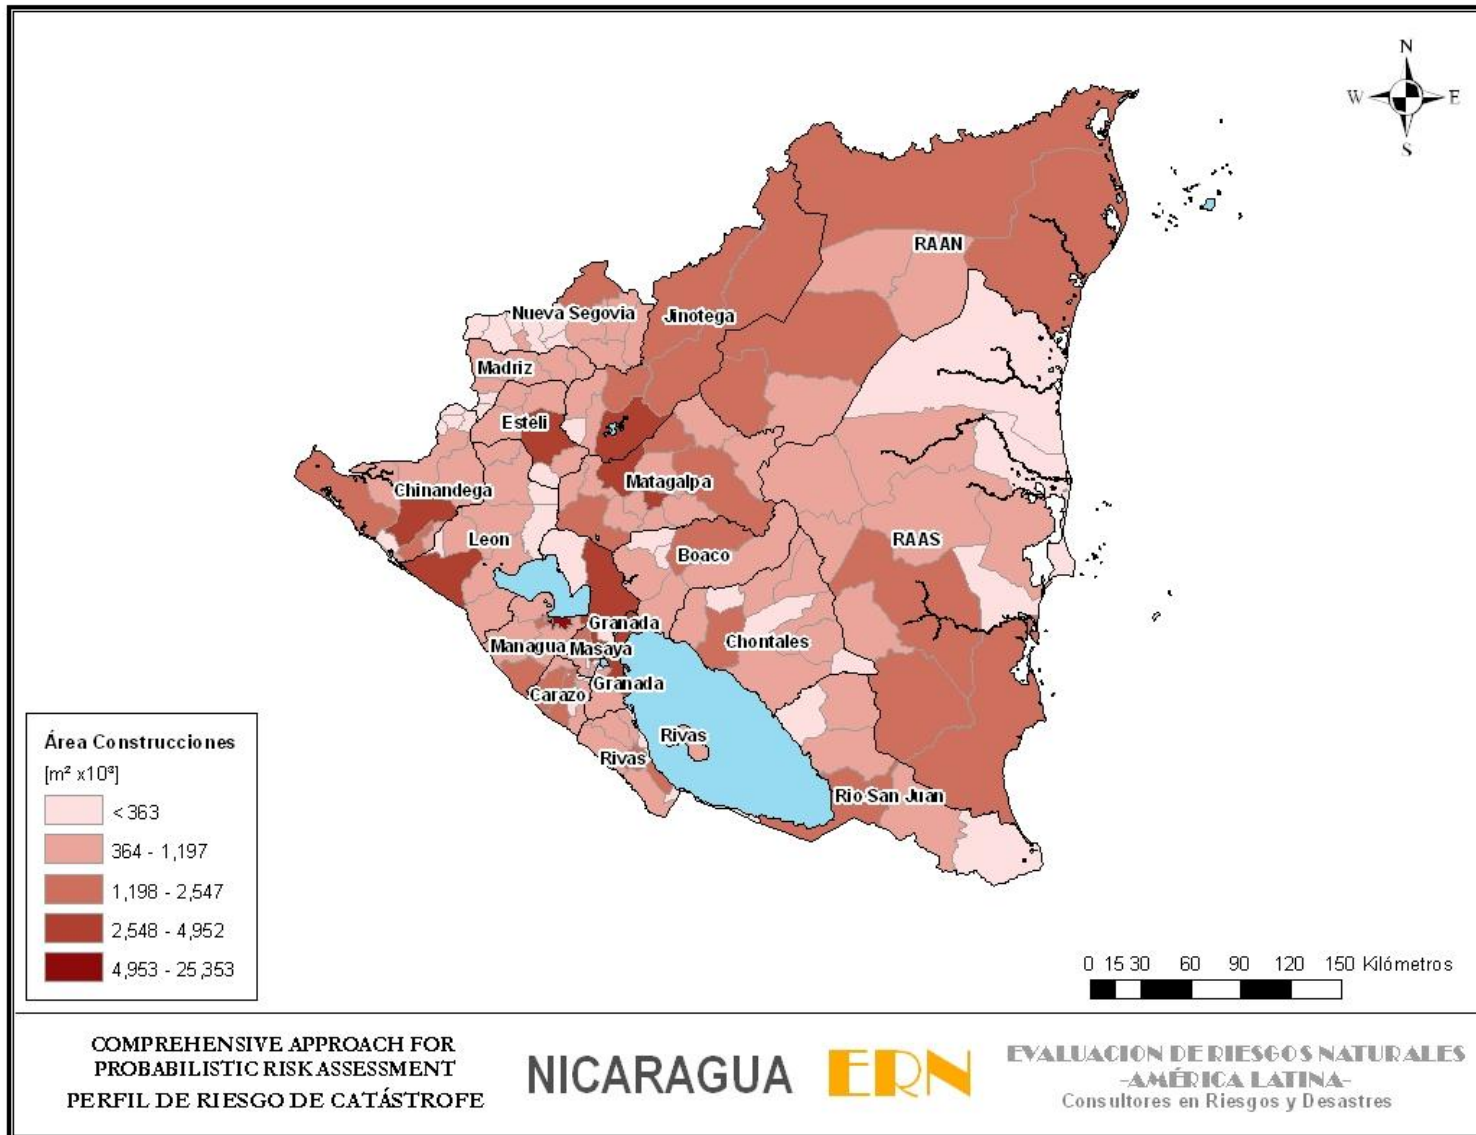 N
W E
S
RAAN
Nueva Segovia
Jinotega
Madriz
Esteli
Matagalpa
Chinandega
Leon
RAAS
Boaco
Granada
Chontales
Managua
Masaya
Granada
Carazo
Rivas
Rivas
Rio San Juan
Área Construcciones
[m² x10³]
< 363
364 - 1,197
1,198 - 2,547
2,548 - 4,952
4,953 - 25,353
0 15 30 60 90 120 150 Kilómetros
COMPREHENSIVE APPROACH FOR
PROBABILISTIC RISK ASSESSMENT
PERFIL DE RIESGO DE CATÁSTROFE
NICARAGUA
ERN
EVALUACION DE RIESGOS NATURALES
-AMÉRICA LATINA-
Consultores en Riesgos y Desastres